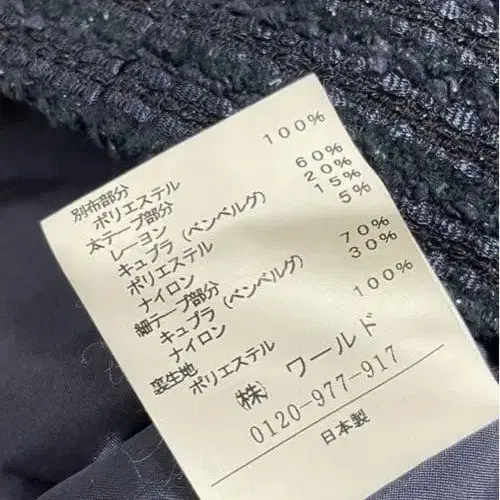 別布部分
ポリエステル 100%
太テープ部分
レーヨン 60%
キュプラ (ベンベルグ) 20%
ポリエステル 15%
ナイロン 5%
細テープ部分
キュプラ (ベンベルグ) 70%
ナイロン 30%
裏生地
ポリエステル 100%
(株) ワールド
0120-977-917
日本製